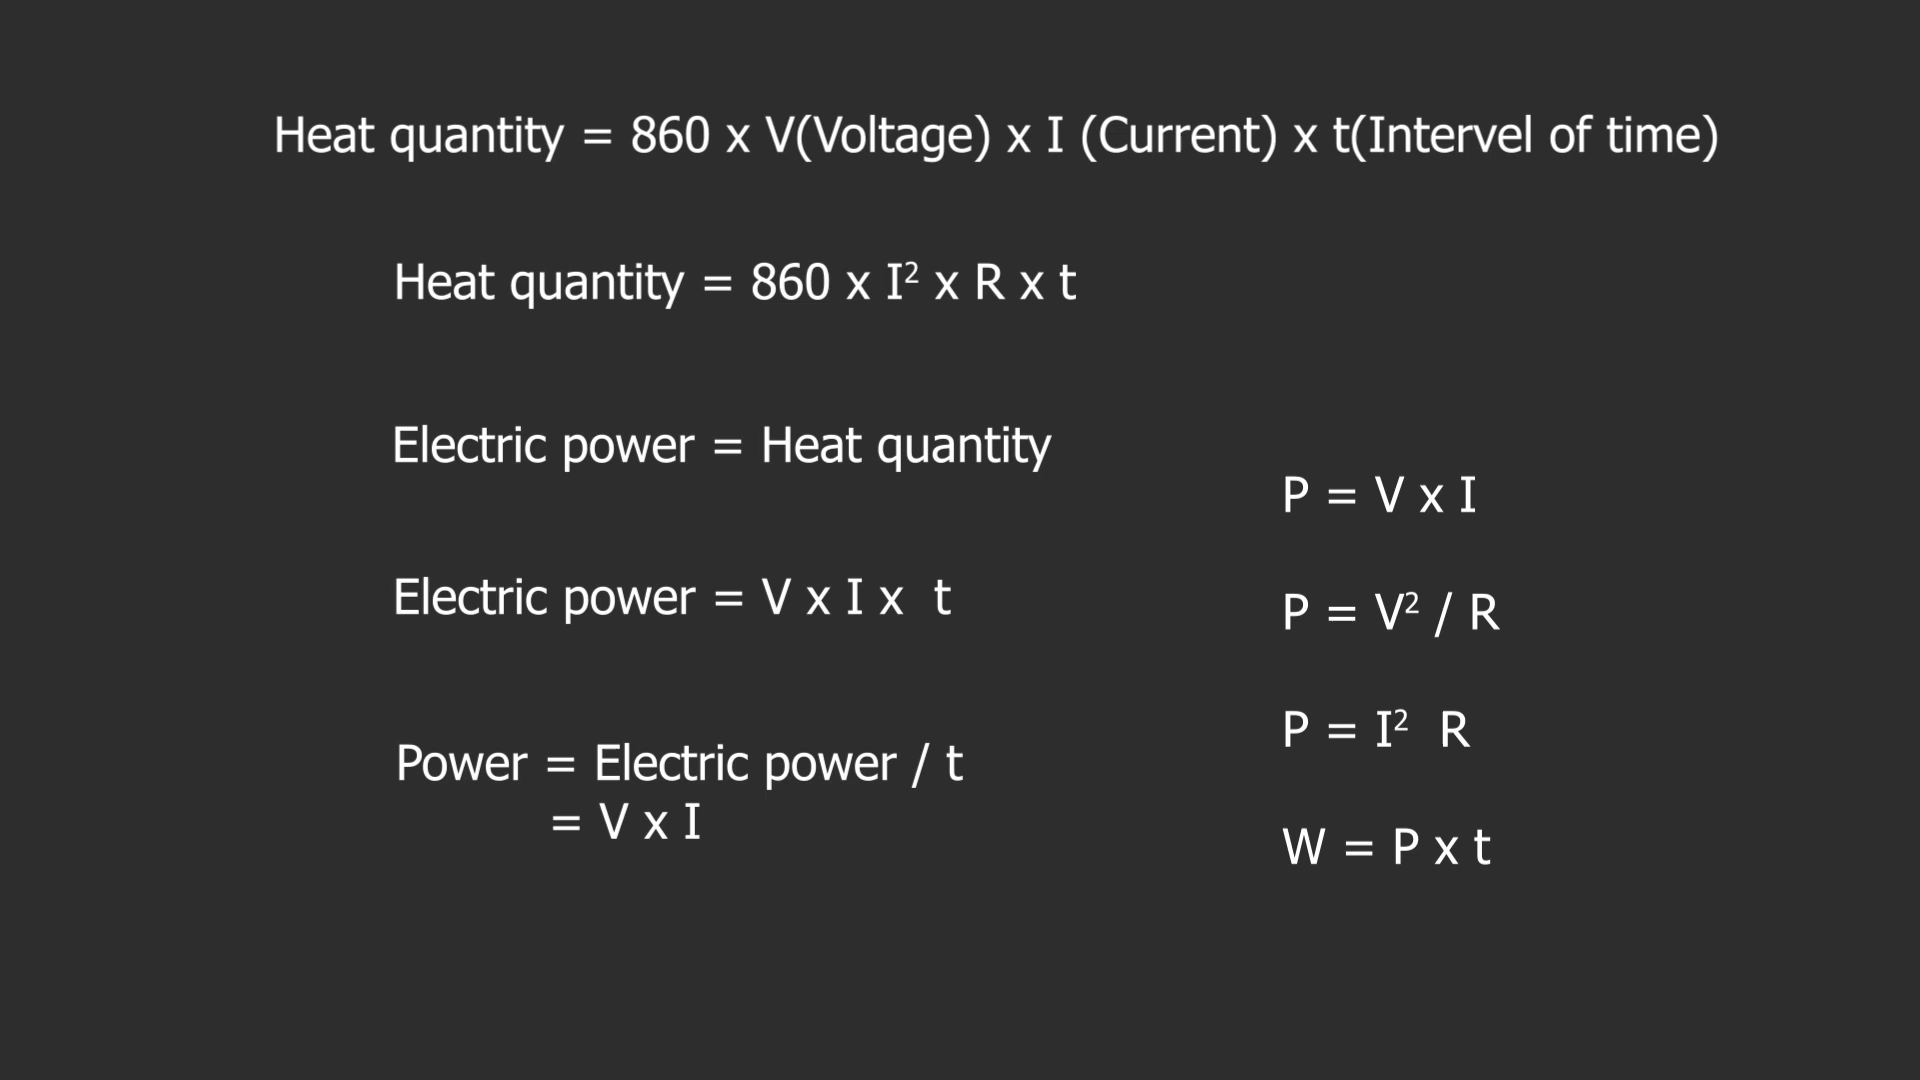 Heat quantity = 860 x V(Voltage) x I (Current) x t(Intervel of time)
Heat quantity = 860 x I² x R x t
Electric power = Heat quantity
Electric power = V x I x t
Power = Electric power / t
= V x I
P = V x I
P = V² / R
P = I² R
W = P x t